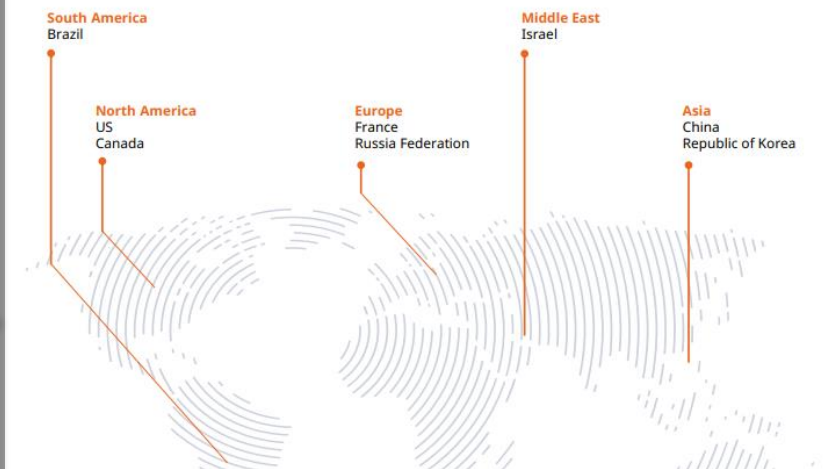 South America
Brazil
Middle East
Israel
North America
US
Canada
Europe
France
Russia Federation
Asia
China
Republic of Korea